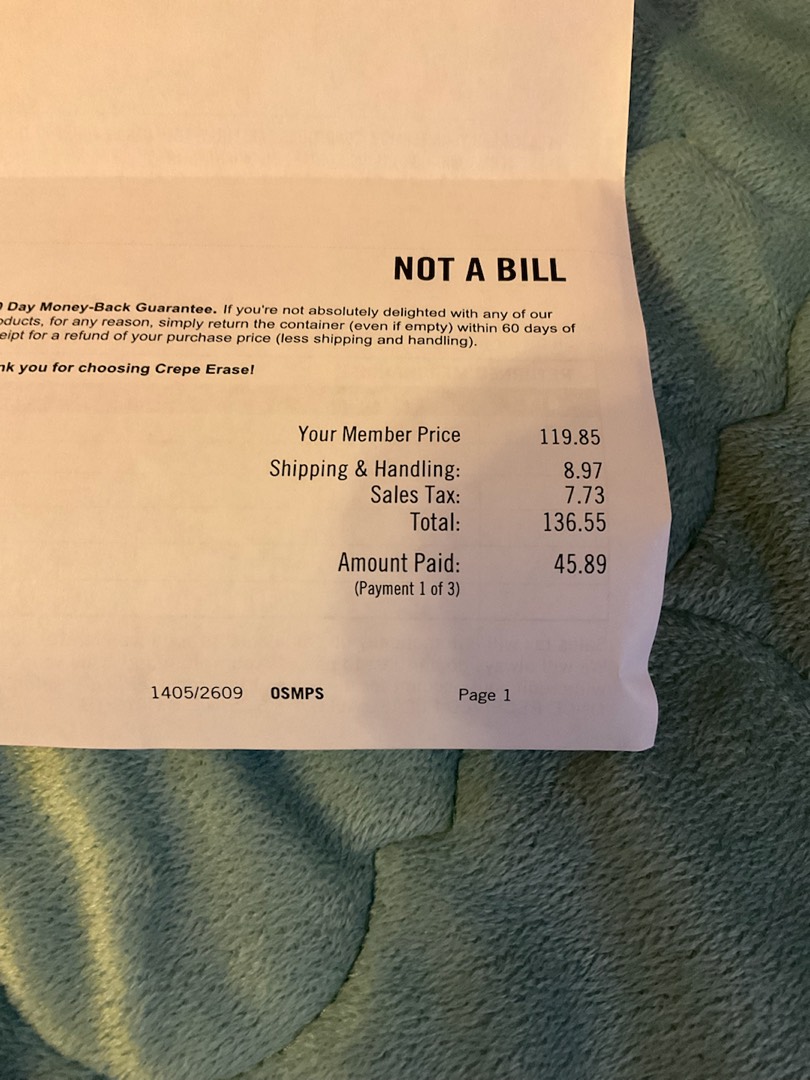 NOT A BILL
Day Money-Back Guarantee. If you're not absolutely delighted with any of our
for any reason, simply return the container (even if empty) within 60 days of
for a refund of your purchase price (less shipping and handling).
you for choosing Crepe Erase!
Your Member Price 119.85
Shipping & Handling: 8.97
Sales Tax: 7.73
Total: 136.55
Amount Paid: 45.89
(Payment 1 of 3)
1405/2609 OSMPS Page 1